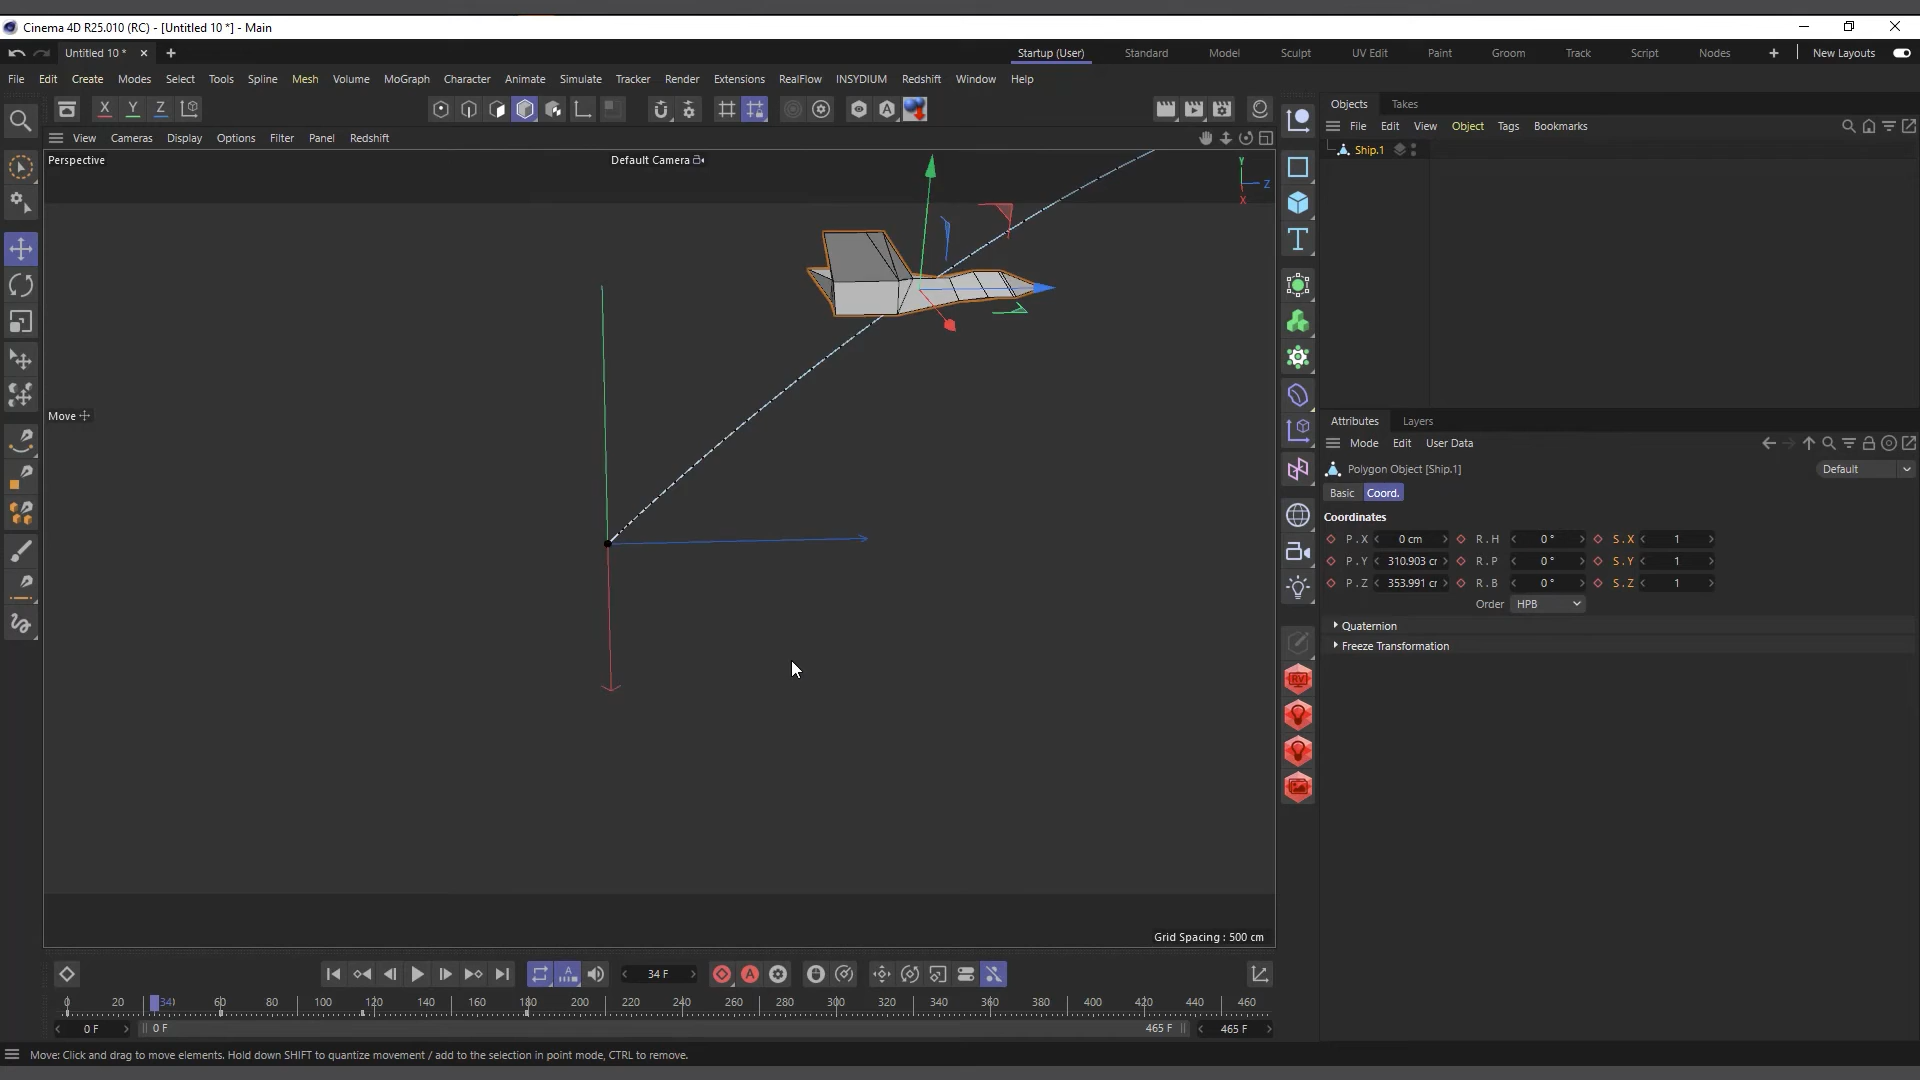 Cinema 4D R25.010 (RC) - [Untitled 10 *] - Main
Untitled 10 *
Startup (User) Standard Model Sculpt UV Edit Paint Groom Track Script Nodes New Layouts
File Edit Create Modes Select Tools Spline Mesh Volume MoGraph Character Animate Simulate Tracker Render Extensions RealFlow INSYDIUM Redshift Window Help
X Y Z
View Cameras Display Options Filter Panel Redshift
Perspective
Default Camera
Y
Z
X
Move
Grid Spacing : 500 cm
Objects Takes
File Edit View Object Tags Bookmarks
Ship.1
Attributes Layers
Mode Edit User Data
Polygon Object [Ship.1]
Default
Basic Coord.
Coordinates
P . X 0 cm R . H 0 ° S . X 1
P . Y 310.903 cr R . P 0 ° S . Y 1
P . Z 353.991 cr R . B 0 ° S . Z 1
Order HPB
Quaternion
Freeze Transformation
RV
A
A
34 F
A
0 20 34 60 80 100 120 140 160 180 200 220 240 260 280 300 320 340 360 380 400 420 440 460
0 F 0 F 465 F 465 F
Move: Click and drag to move elements. Hold down SHIFT to quantize movement / add to the selection in point mode, CTRL to remove.